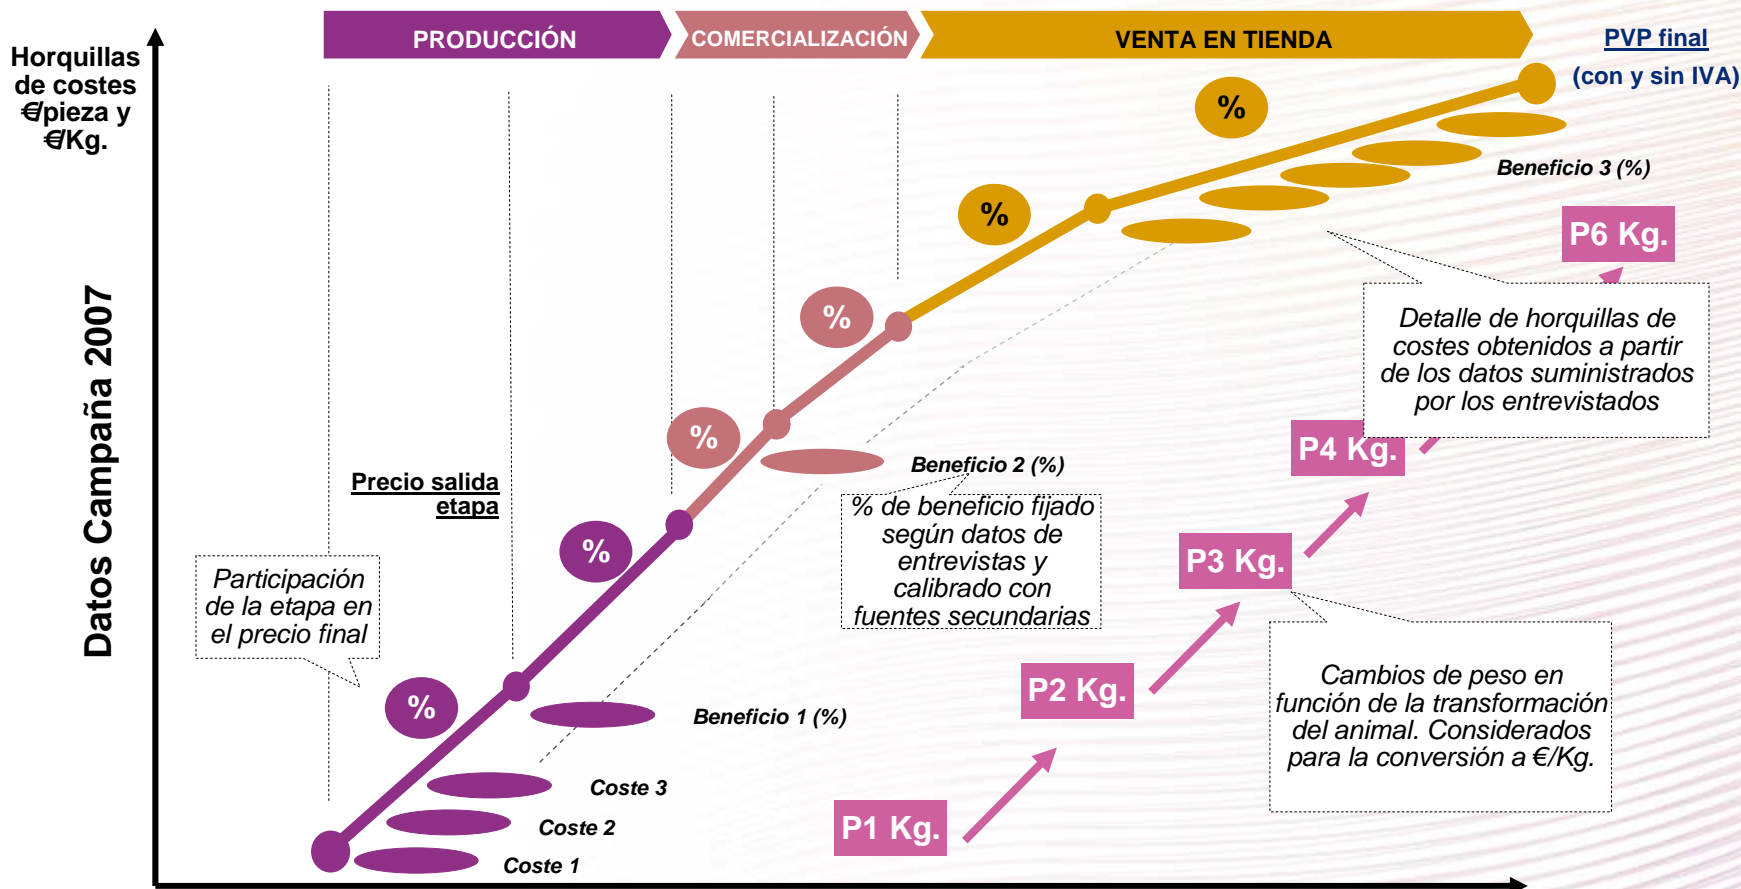 PRODUCCIÓN
COMERCIALIZACIÓN
VENTA EN TIENDA
PVP final
(con y sin IVA)
Horquillas
de costes
€/pieza y
€/Kg.
Datos Campaña 2007
%
%
Beneficio 3 (%)
P6 Kg.
Detalle de horquillas de
costes obtenidos a partir
de los datos suministrados
por los entrevistados
%
%
P4 Kg.
Beneficio 2 (%)
% de beneficio fijado
según datos de
entrevistas y
calibrado con
fuentes secundarias
Precio salida
etapa
%
P3 Kg.
Participación
de la etapa en
el precio final
Cambios de peso en
función de la transformación
del animal. Considerados
para la conversión a €/Kg.
P2 Kg.
%
Beneficio 1 (%)
Coste 3
Coste 2
Coste 1
P1 Kg.